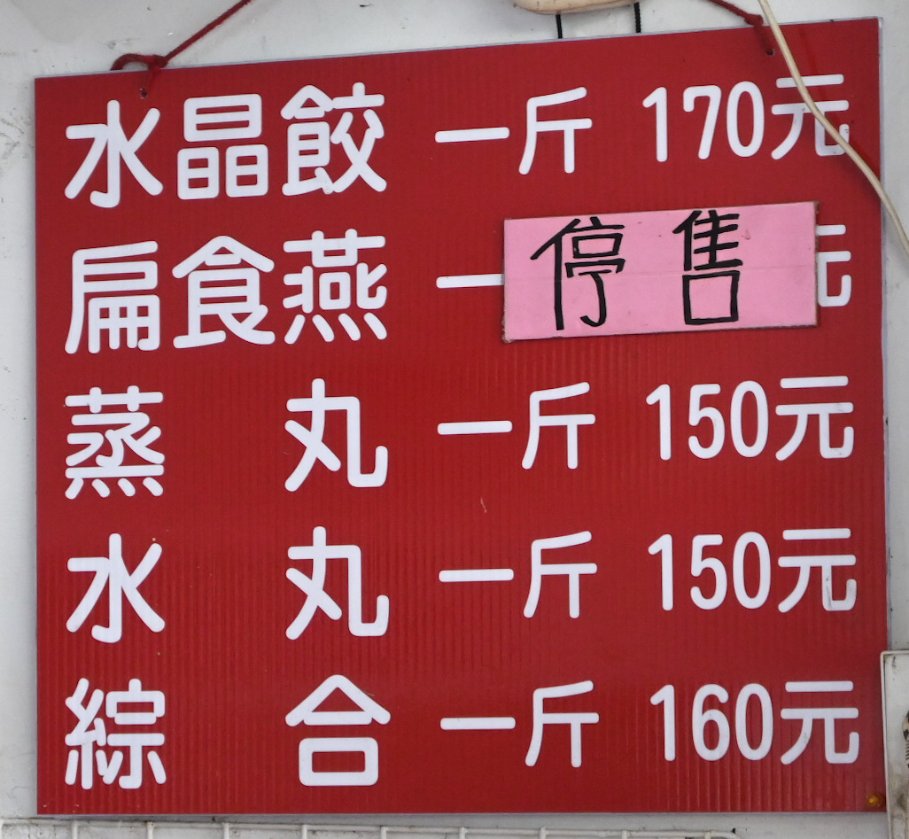 水晶餃 一斤 170元
扁食燕 一 停售 元
蒸丸 一斤 150元
水丸 一斤 150元
綜合 一斤 160元